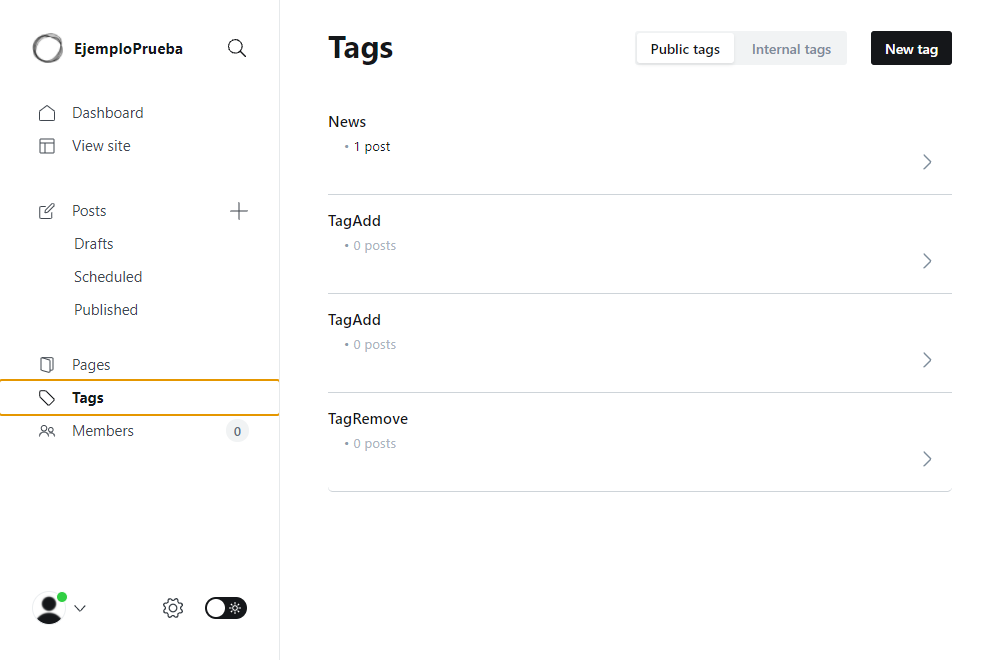 EjemploPrueba
Dashboard
View site
Posts
Drafts
Scheduled
Published
Pages
Tags
Members
0
Tags
Public tags
Internal tags
New tag
News
• 1 post
TagAdd
• 0 posts
TagAdd
• 0 posts
TagRemove
• 0 posts